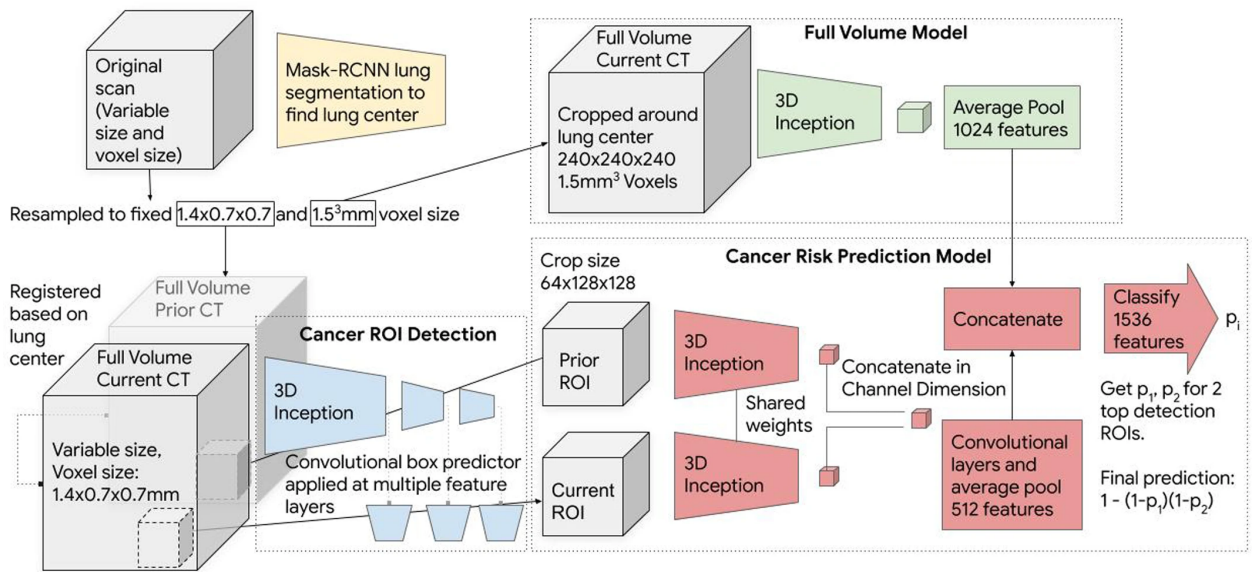 Original
scan
(Variable
size and
voxel size)
Mask-RCNN lung
segmentation to
find lung center
Resampled to fixed 1.4x0.7x0.7 and 1.5³mm voxel size
Full Volume Model
Full Volume
Current CT
Cropped around
lung center
240x240x240
1.5mm³ Voxels
3D
Inception
Average Pool
1024 features
Registered
based on
lung
center
Full Volume
Prior CT
Full Volume
Current CT
Variable size,
Voxel size:
1.4x0.7x0.7mm
Cancer ROI Detection
3D
Inception
Convolutional box predictor
applied at multiple feature
layers
Cancer Risk Prediction Model
Crop size
64x128x128
Prior
ROI
Current
ROI
3D
Inception
Shared
weights
3D
Inception
Concatenate in
Channel Dimension
Concatenate
Convolutional
layers and
average pool
512 features
Classify
1536
features
pᵢ
Get p₁, p₂ for 2
top detection
ROIs.
Final prediction:
1 - (1-p₁)(1-p₂)